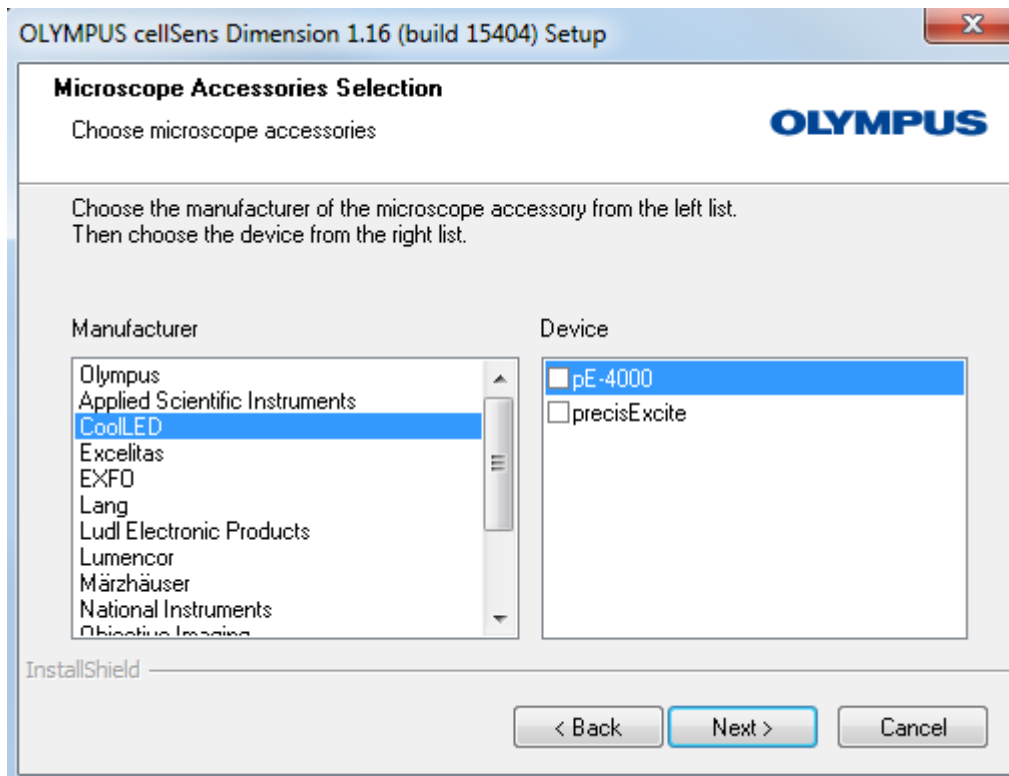 OLYMPUS cellSens Dimension 1.16 (build 15404) Setup
Microscope Accessories Selection
Choose microscope accessories
OLYMPUS
Choose the manufacturer of the microscope accessory from the left list.
Then choose the device from the right list.
Manufacturer
Olympus
Applied Scientific Instruments
CoolLED
Excelitas
EXFO
Lang
Ludl Electronic Products
Lumencor
Märzhäuser
National Instruments
Objective Imaging
Device
pE-4000
precisExcite
InstallShield
< Back
Next >
Cancel